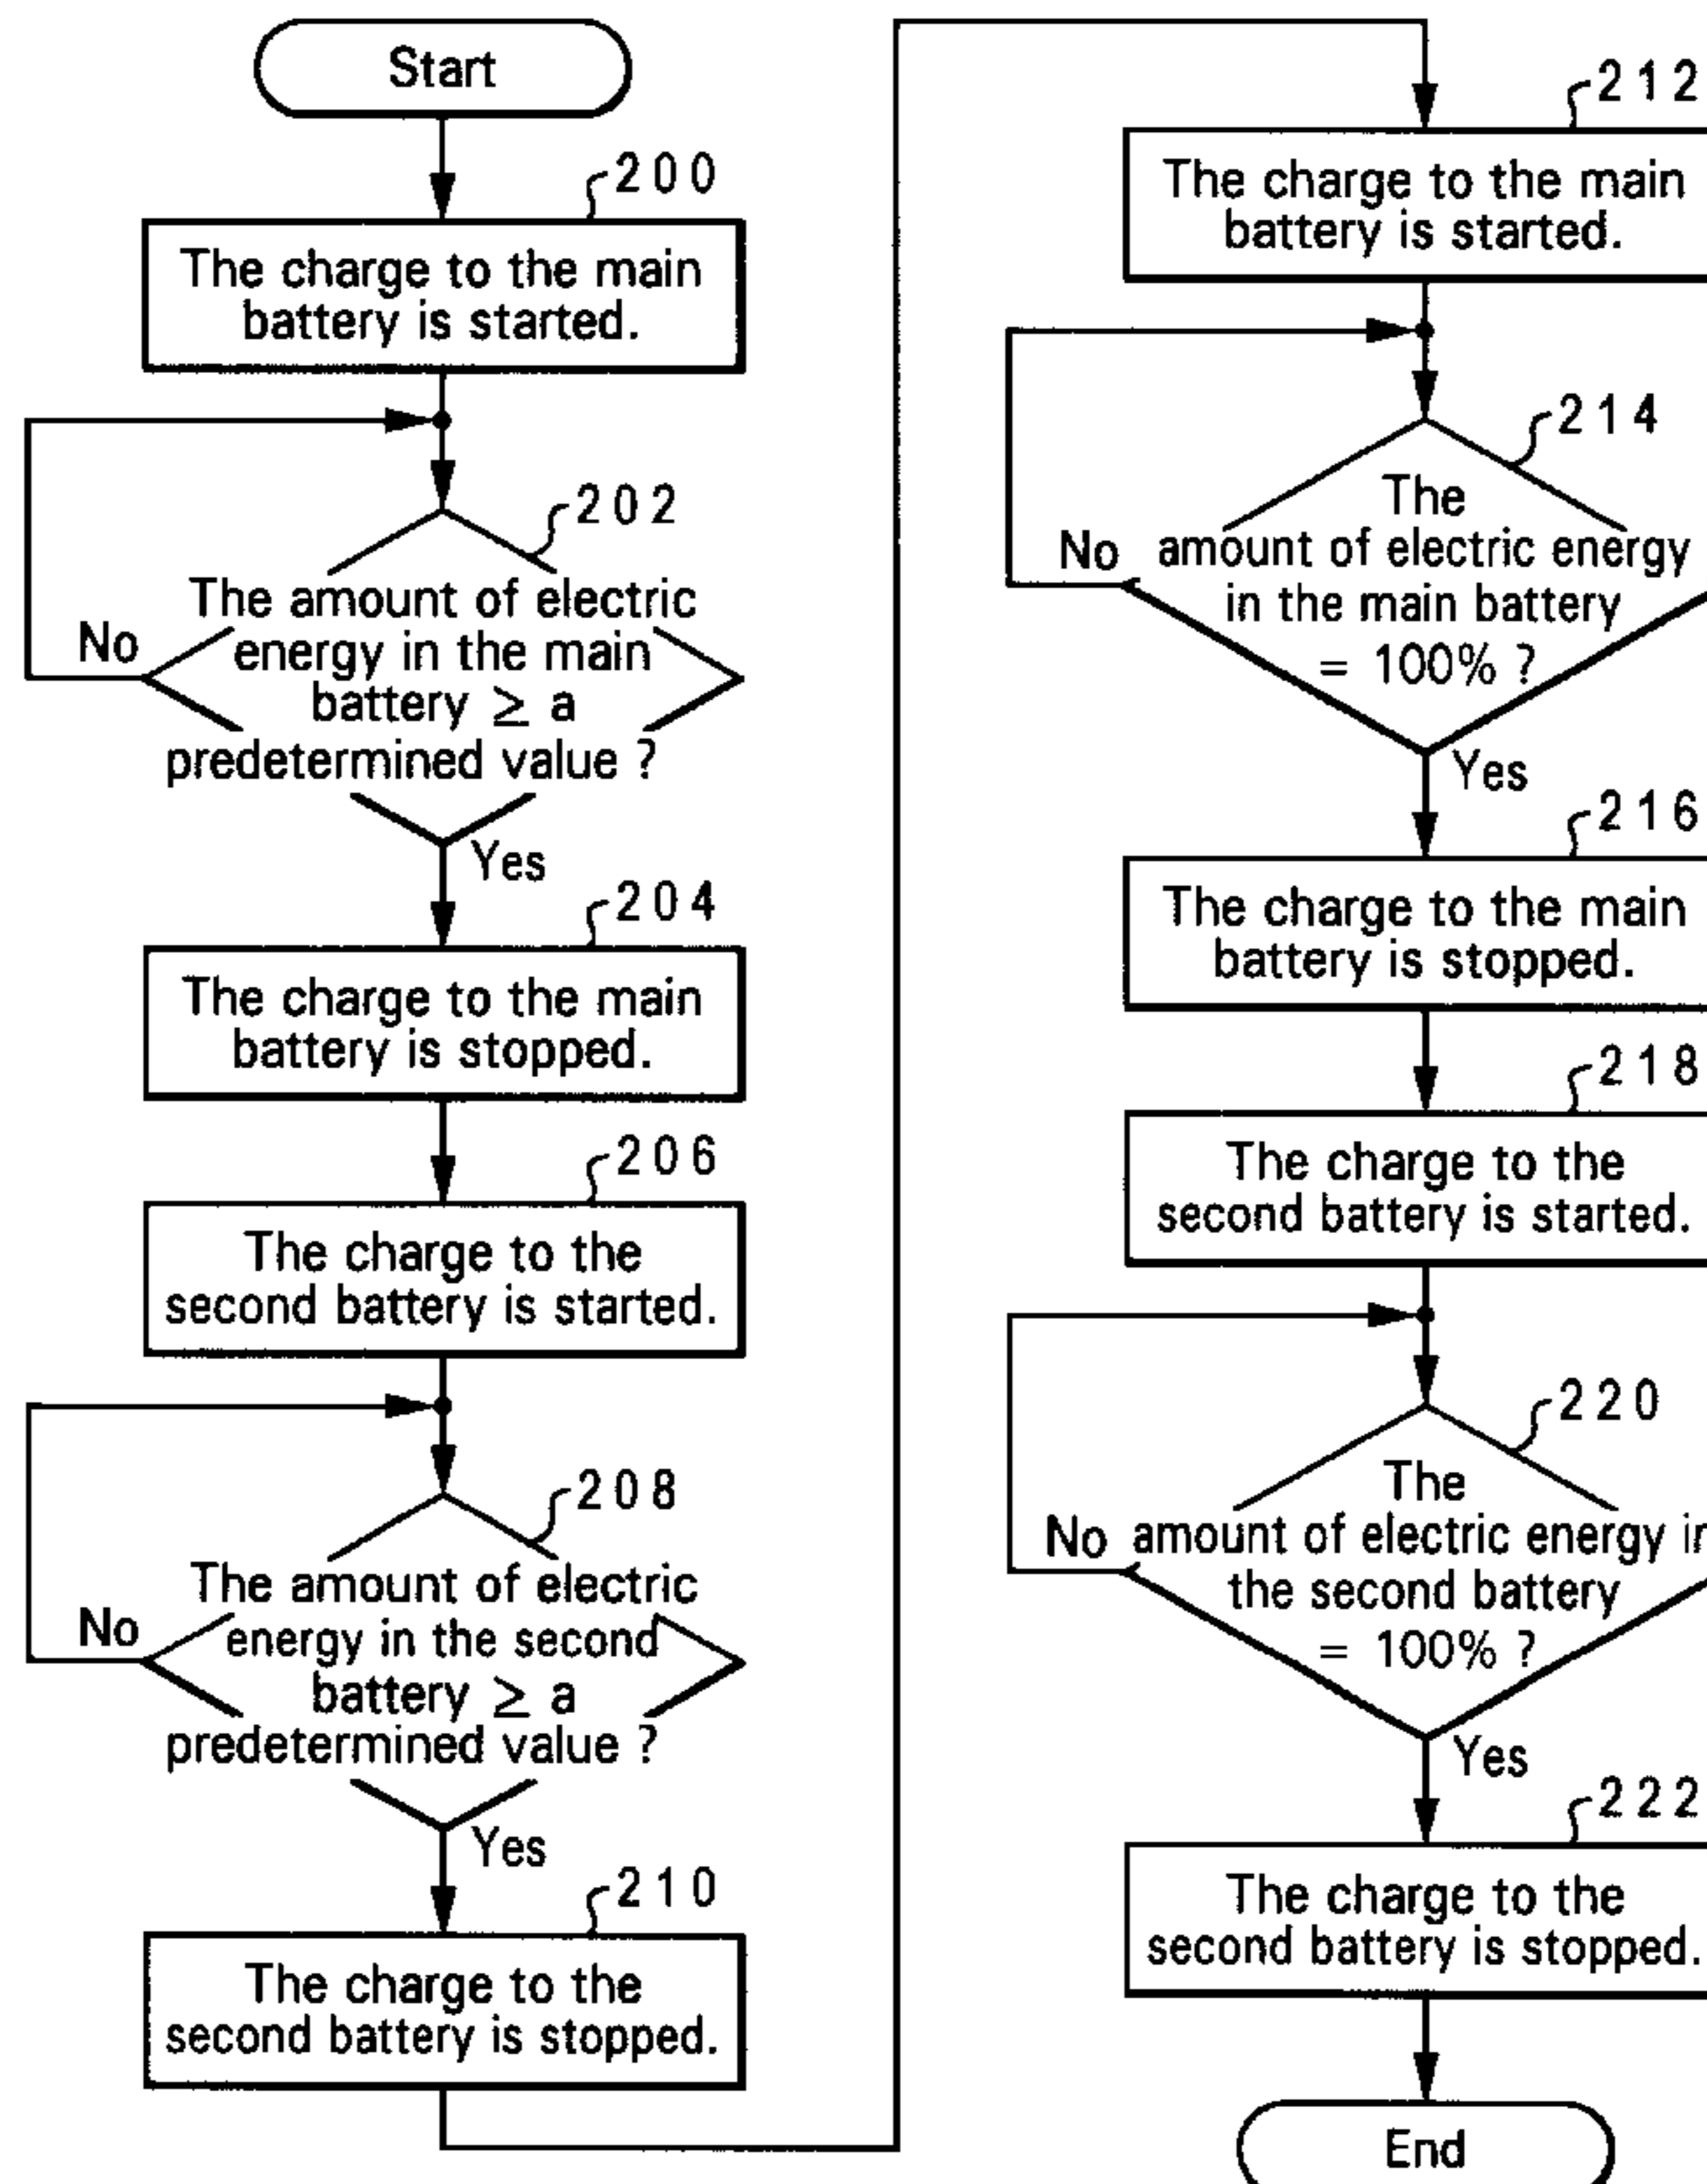 Start
200
The charge to the main
battery is started.
202
The amount of electric
energy in the main
battery ≥ a
predetermined value ?
No
Yes
204
The charge to the main
battery is stopped.
206
The charge to the
second battery is started.
208
The amount of electric
energy in the second
battery ≥ a
predetermined value ?
No
Yes
210
The charge to the
second battery is stopped.
212
The charge to the main
battery is started.
214
The
amount of electric energy
in the main battery
= 100% ?
No
Yes
216
The charge to the main
battery is stopped.
218
The charge to the
second battery is started.
220
The
amount of electric energy in
the second battery
= 100% ?
No
Yes
222
The charge to the
second battery is stopped.
End